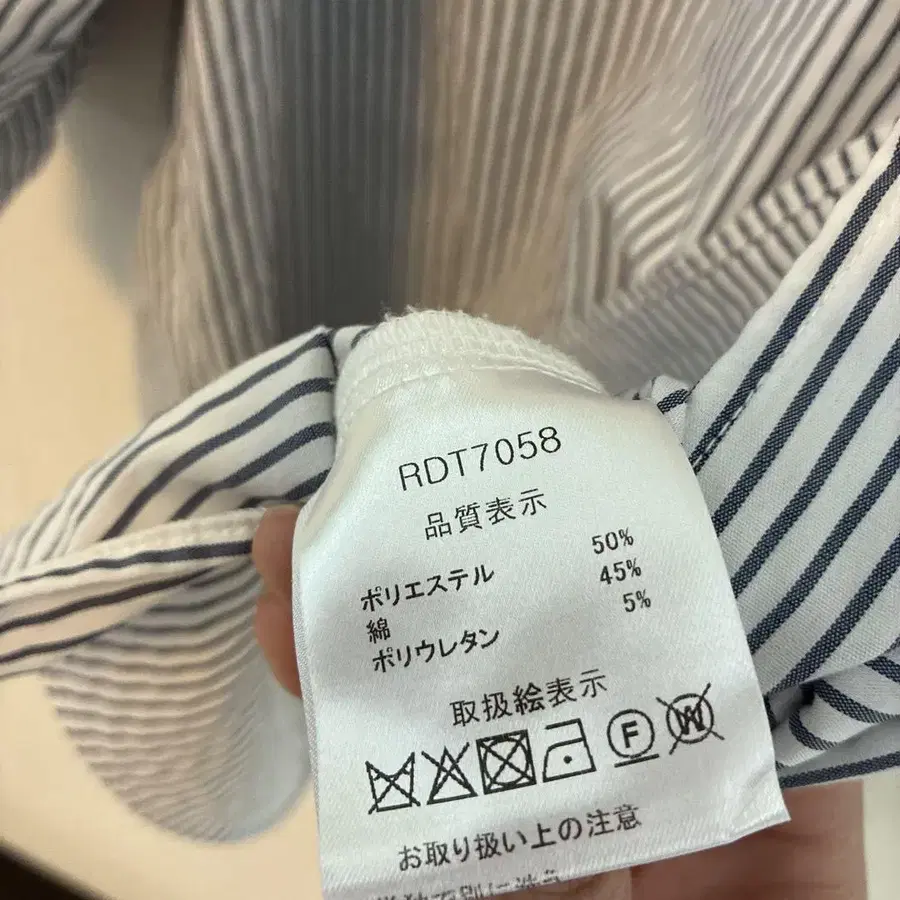 RDT7058
品質表示
ポリエステル 50%
綿 45%
ポリウレタン 5%
取扱絵表示
F W
お取り扱い上の注意